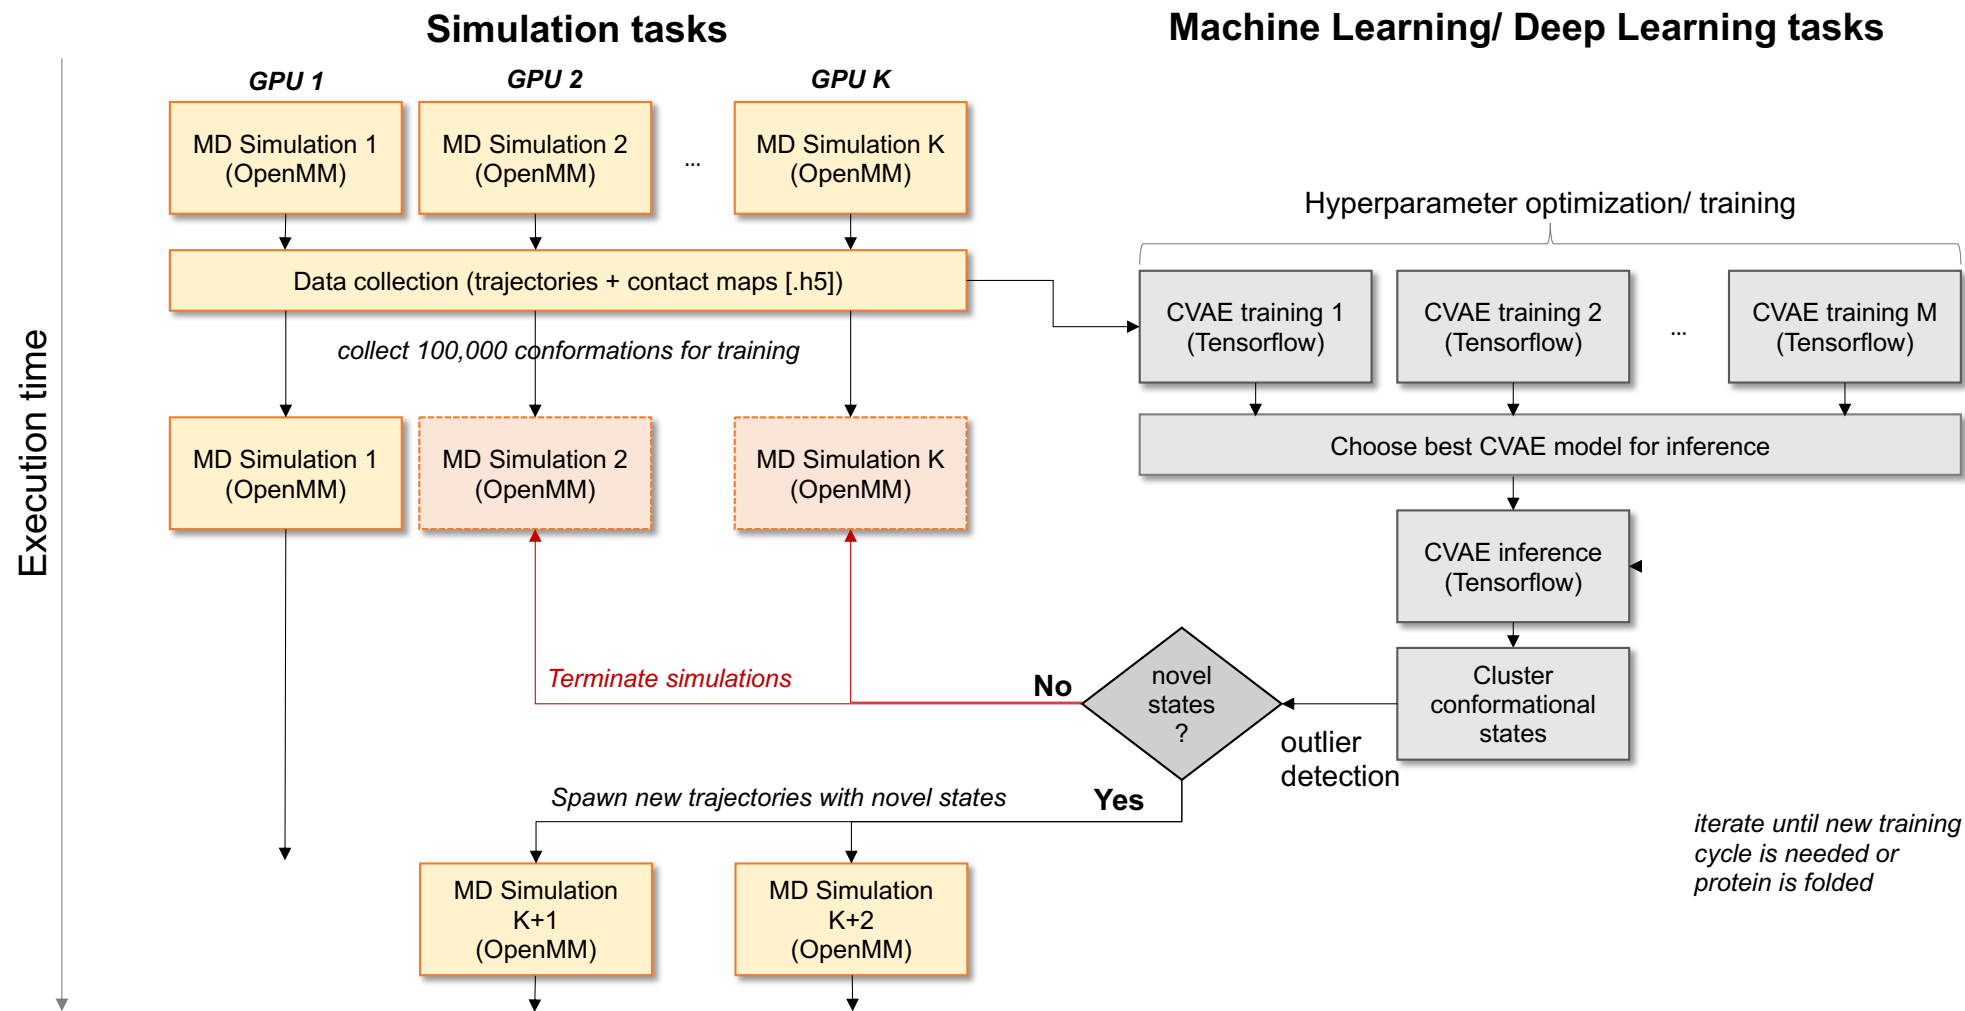 Simulation tasks
Machine Learning/ Deep Learning tasks
GPU 1
GPU 2
GPU K
MD Simulation 1
(OpenMM)
MD Simulation 2
(OpenMM)
...
MD Simulation K
(OpenMM)
Hyperparameter optimization/ training
Data collection (trajectories + contact maps [.h5])
CVAE training 1
(Tensorflow)
CVAE training 2
(Tensorflow)
...
CVAE training M
(Tensorflow)
collect 100,000 conformations for training
Execution time
MD Simulation 1
(OpenMM)
MD Simulation 2
(OpenMM)
MD Simulation K
(OpenMM)
Choose best CVAE model for inference
CVAE inference
(Tensorflow)
Terminate simulations
No
novel
states
?
Cluster
conformational
states
outlier
detection
Spawn new trajectories with novel states
Yes
iterate until new training
cycle is needed or
protein is folded
MD Simulation
K+1
(OpenMM)
MD Simulation
K+2
(OpenMM)